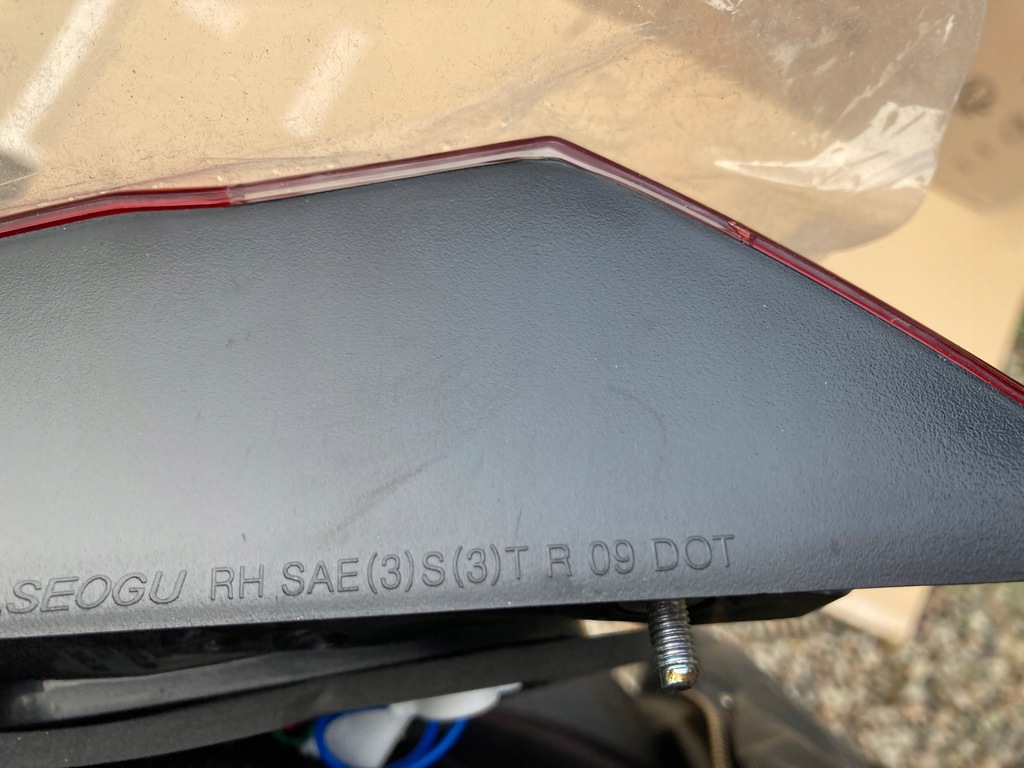 SEOGU RH SAE(3)S(3)T R 09 DOT